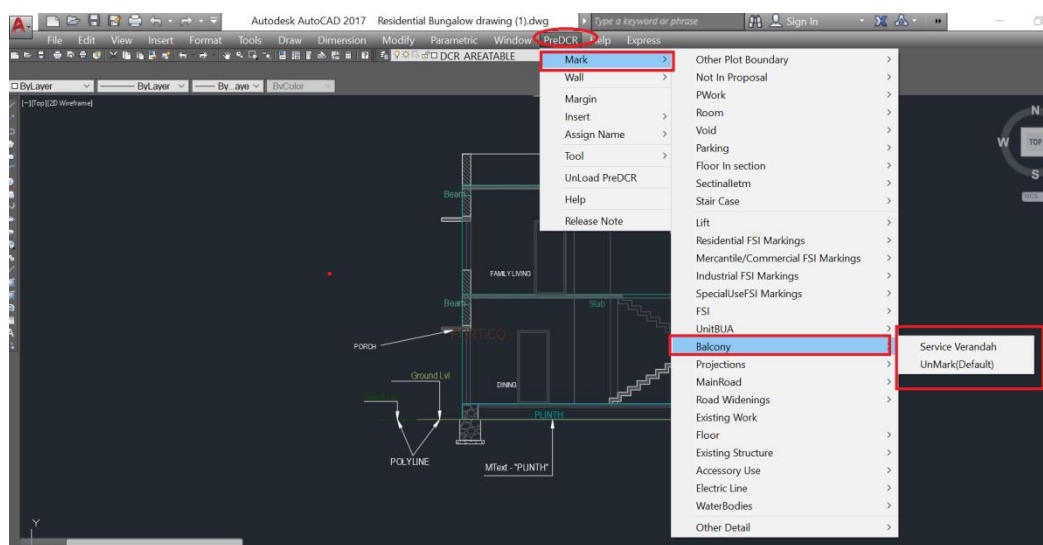 Autodesk AutoCAD 2017 Residential Bungalow drawing (1).dwg Type a keyword or phrase Sign In
File Edit View Insert Format Tools Draw Dimension Modify Parametric Window PreDCR Help Express
DCR AREATABLE
ByLayer ByLayer By...aye ByColor
[-][Top][2D Wireframe]
Mark
Wall
Margin
Insert
Assign Name
Tool
UnLoad PreDCR
Help
Release Note
Other Plot Boundary
Not In Proposal
PWork
Room
Void
Parking
Floor In section
Sectinalletm
Stair Case
Lift
Residential FSI Markings
Mercantile/Commercial FSI Markings
Industrial FSI Markings
SpecialUseFSI Markings
FSI
UnitBUA
Balcony
Projections
MainRoad
Road Widenings
Existing Work
Floor
Existing Structure
Accessory Use
Electric Line
WaterBodies
Other Detail
Service Verandah
UnMark(Default)
N
W TOP
S
WCS
Beam
FAMILY LIVING
Beam Slab
PORTICO
PORCH
Ground Lvl
DINING
PLINTH
POLYLINE
MText - "PLINTH"
Y